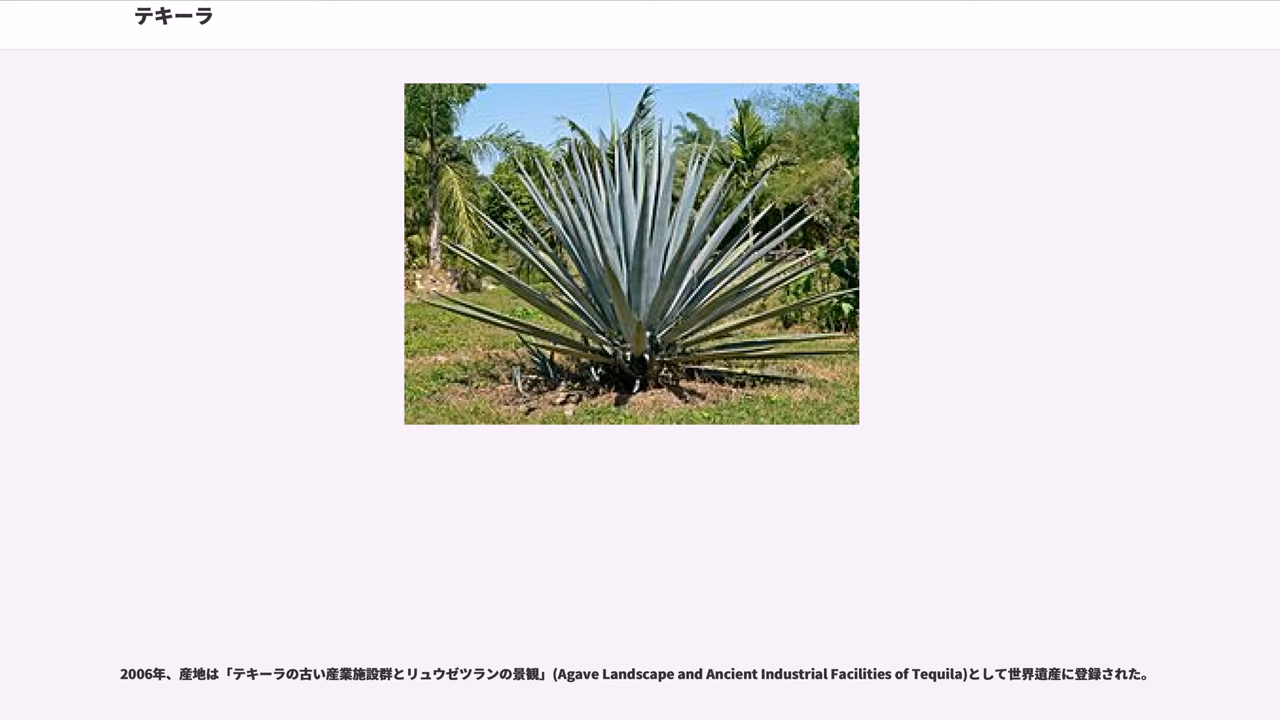 テキーラ
2006年、産地は「テキーラの古い産業施設群とリュウゼツランの景観」(Agave Landscape and Ancient Industrial Facilities of Tequila)として世界遺産に登録された。